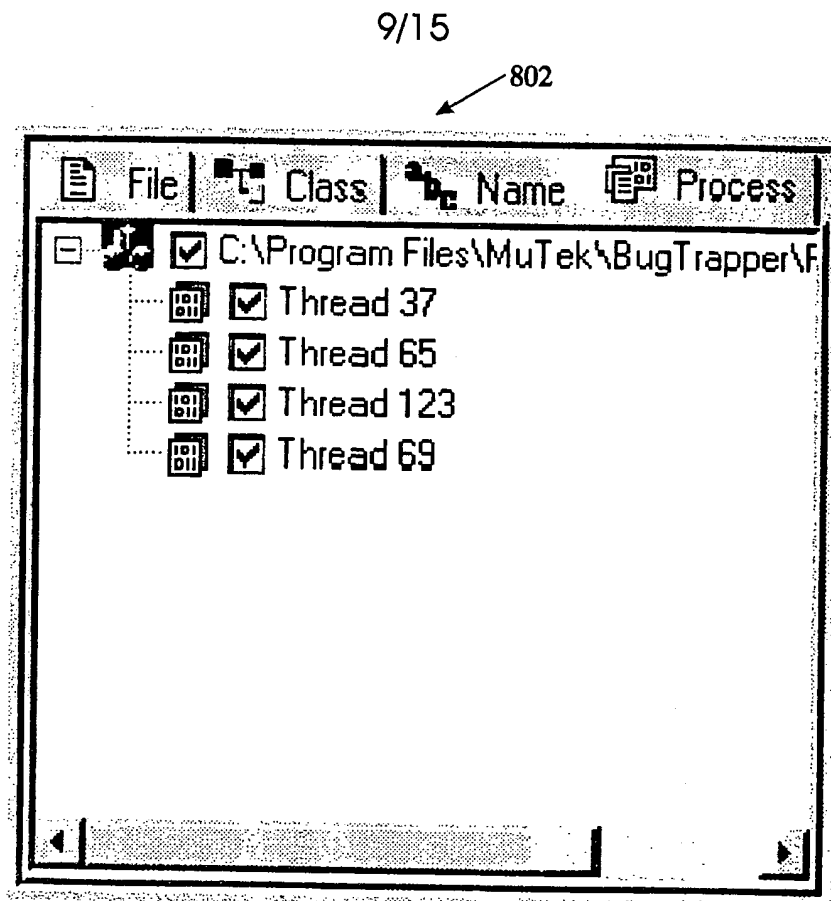 9/15
802
File Class Name Process
C:\Program Files\MuTek\BugTrapper\F
Thread 37
Thread 65
Thread 123
Thread 69